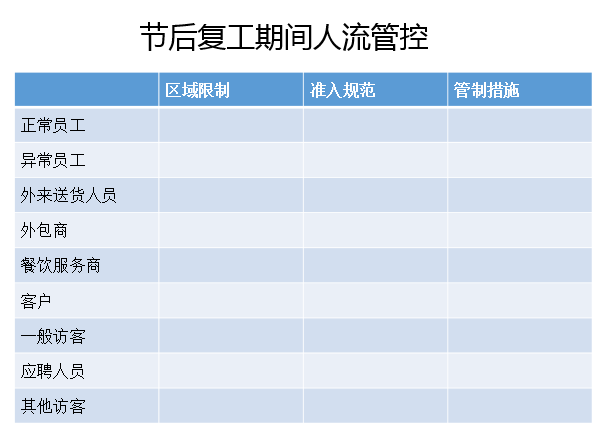 节后复工期间人流管控
区域限制 准入规范 管制措施
正常员工
异常员工
外来送货人员
外包商
餐饮服务商
客户
一般访客
应聘人员
其他访客